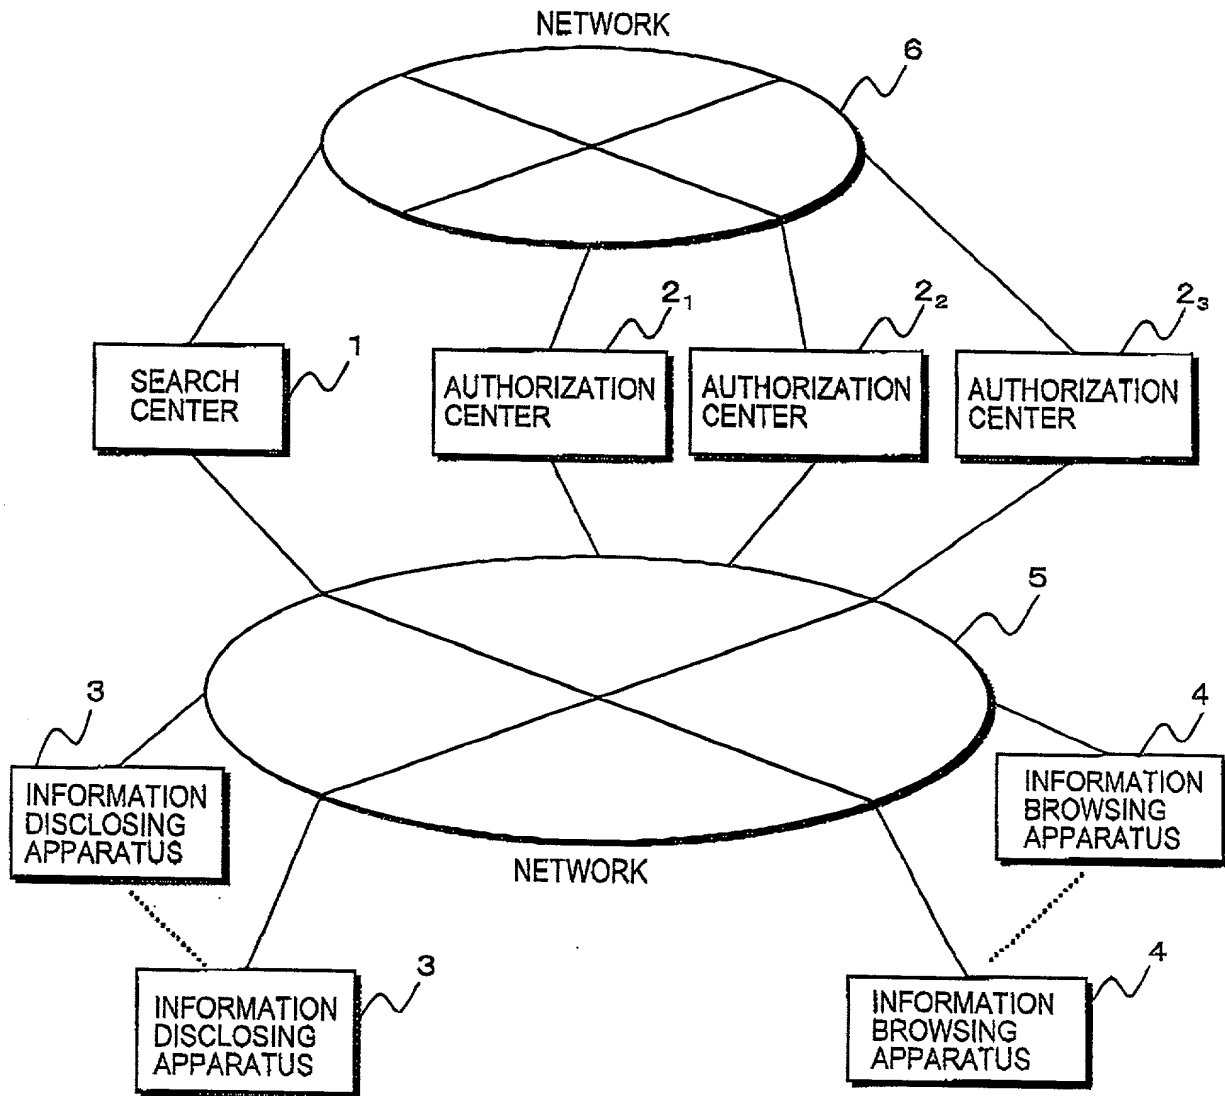 NETWORK
6
1
2₁
2₂
2₃
SEARCH
CENTER
AUTHORIZATION
CENTER
AUTHORIZATION
CENTER
AUTHORIZATION
CENTER
5
3
4
INFORMATION
DISCLOSING
APPARATUS
INFORMATION
BROWSING
APPARATUS
NETWORK
3
4
INFORMATION
DISCLOSING
APPARATUS
INFORMATION
BROWSING
APPARATUS